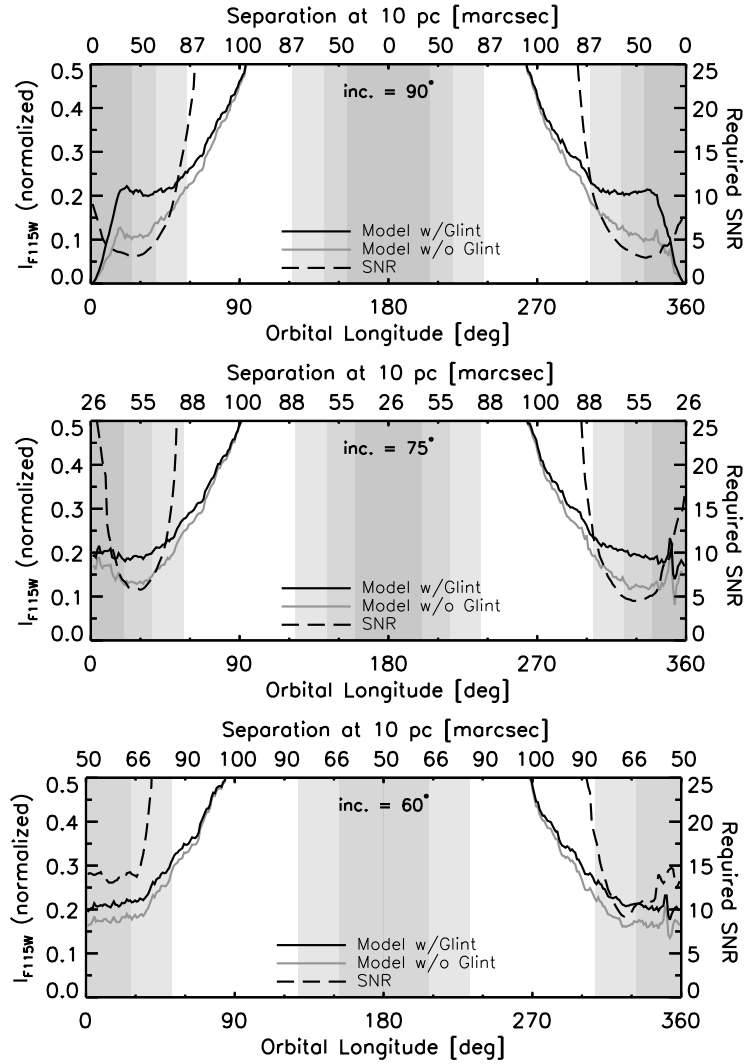 Separation at 10 pc [marcsec]
0 50 87 100 87 50 0 50 87 100 87 50 0
0.5 0.4 0.3 0.2 0.1 0.0
I_F115W (normalized)
inc. = 90°
Model w/Glint
Model w/o Glint
SNR
25 20 15 10 5 0
Required SNR
0 90 180 270 360
Orbital Longitude [deg]
Separation at 10 pc [marcsec]
26 55 88 100 88 55 26 55 88 100 88 55 26
0.5 0.4 0.3 0.2 0.1 0.0
I_F115W (normalized)
inc. = 75°
Model w/Glint
Model w/o Glint
SNR
25 20 15 10 5 0
Required SNR
0 90 180 270 360
Orbital Longitude [deg]
Separation at 10 pc [marcsec]
50 66 90 100 90 66 50 66 90 100 90 66 50
0.5 0.4 0.3 0.2 0.1 0.0
I_F115W (normalized)
inc. = 60°
Model w/Glint
Model w/o Glint
SNR
25 20 15 10 5 0
Required SNR
0 90 180 270 360
Orbital Longitude [deg]